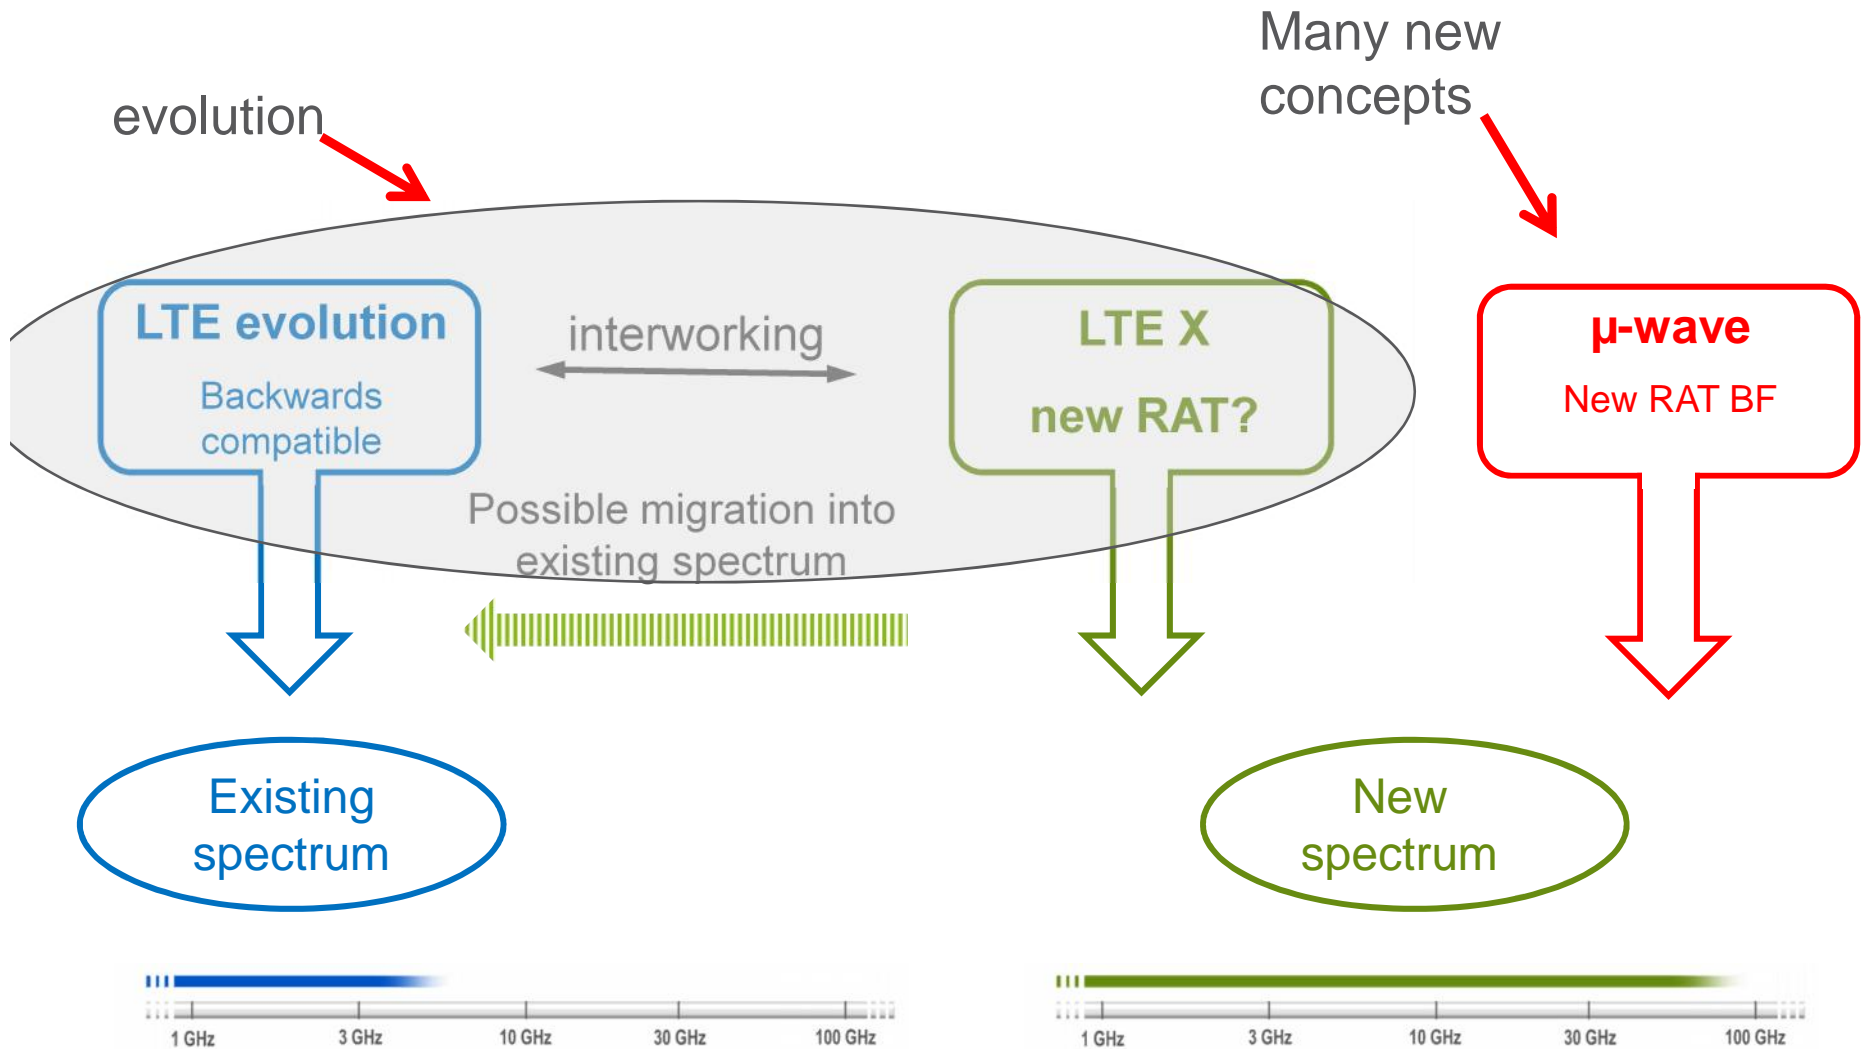 Many new
concepts
evolution
LTE evolution
Backwards
compatible
interworking
LTE X
new RAT?
µ-wave
New RAT BF
Possible migration into
existing spectrum
Existing
spectrum
New
spectrum
1 GHz 3 GHz 10 GHz 30 GHz 100 GHz
1 GHz 3 GHz 10 GHz 30 GHz 100 GHz